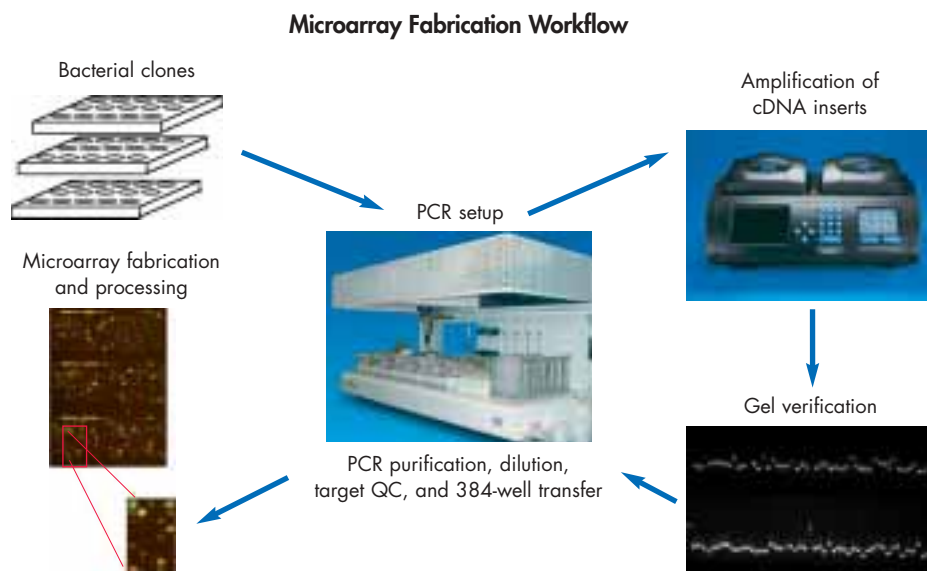 Microarray Fabrication Workflow
Bacterial clones
Amplification of
cDNA inserts
PCR setup
Microarray fabrication
and processing
Gel verification
PCR purification, dilution,
target QC, and 384-well transfer